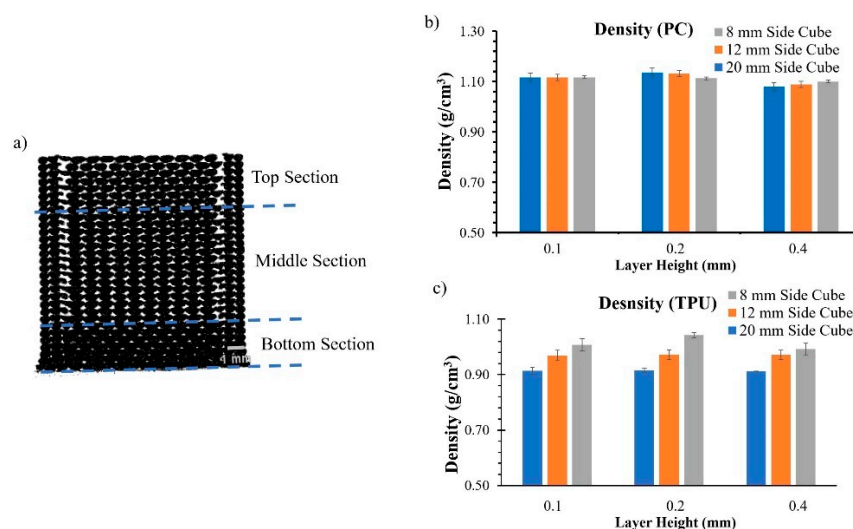 a)
Top Section
Middle Section
Bottom Section
1 mm
b)
Density (PC)
8 mm Side Cube
12 mm Side Cube
20 mm Side Cube
Density (g/cm³)
1.30
1.10
0.90
0.70
0.50
0.1 0.2 0.4
Layer Height (mm)
c)
Desnsity (TPU)
8 mm Side Cube
12 mm Side Cube
20 mm Side Cube
Density (g/cm³)
1.10
0.90
0.70
0.50
0.1 0.2 0.4
Layer Height (mm)